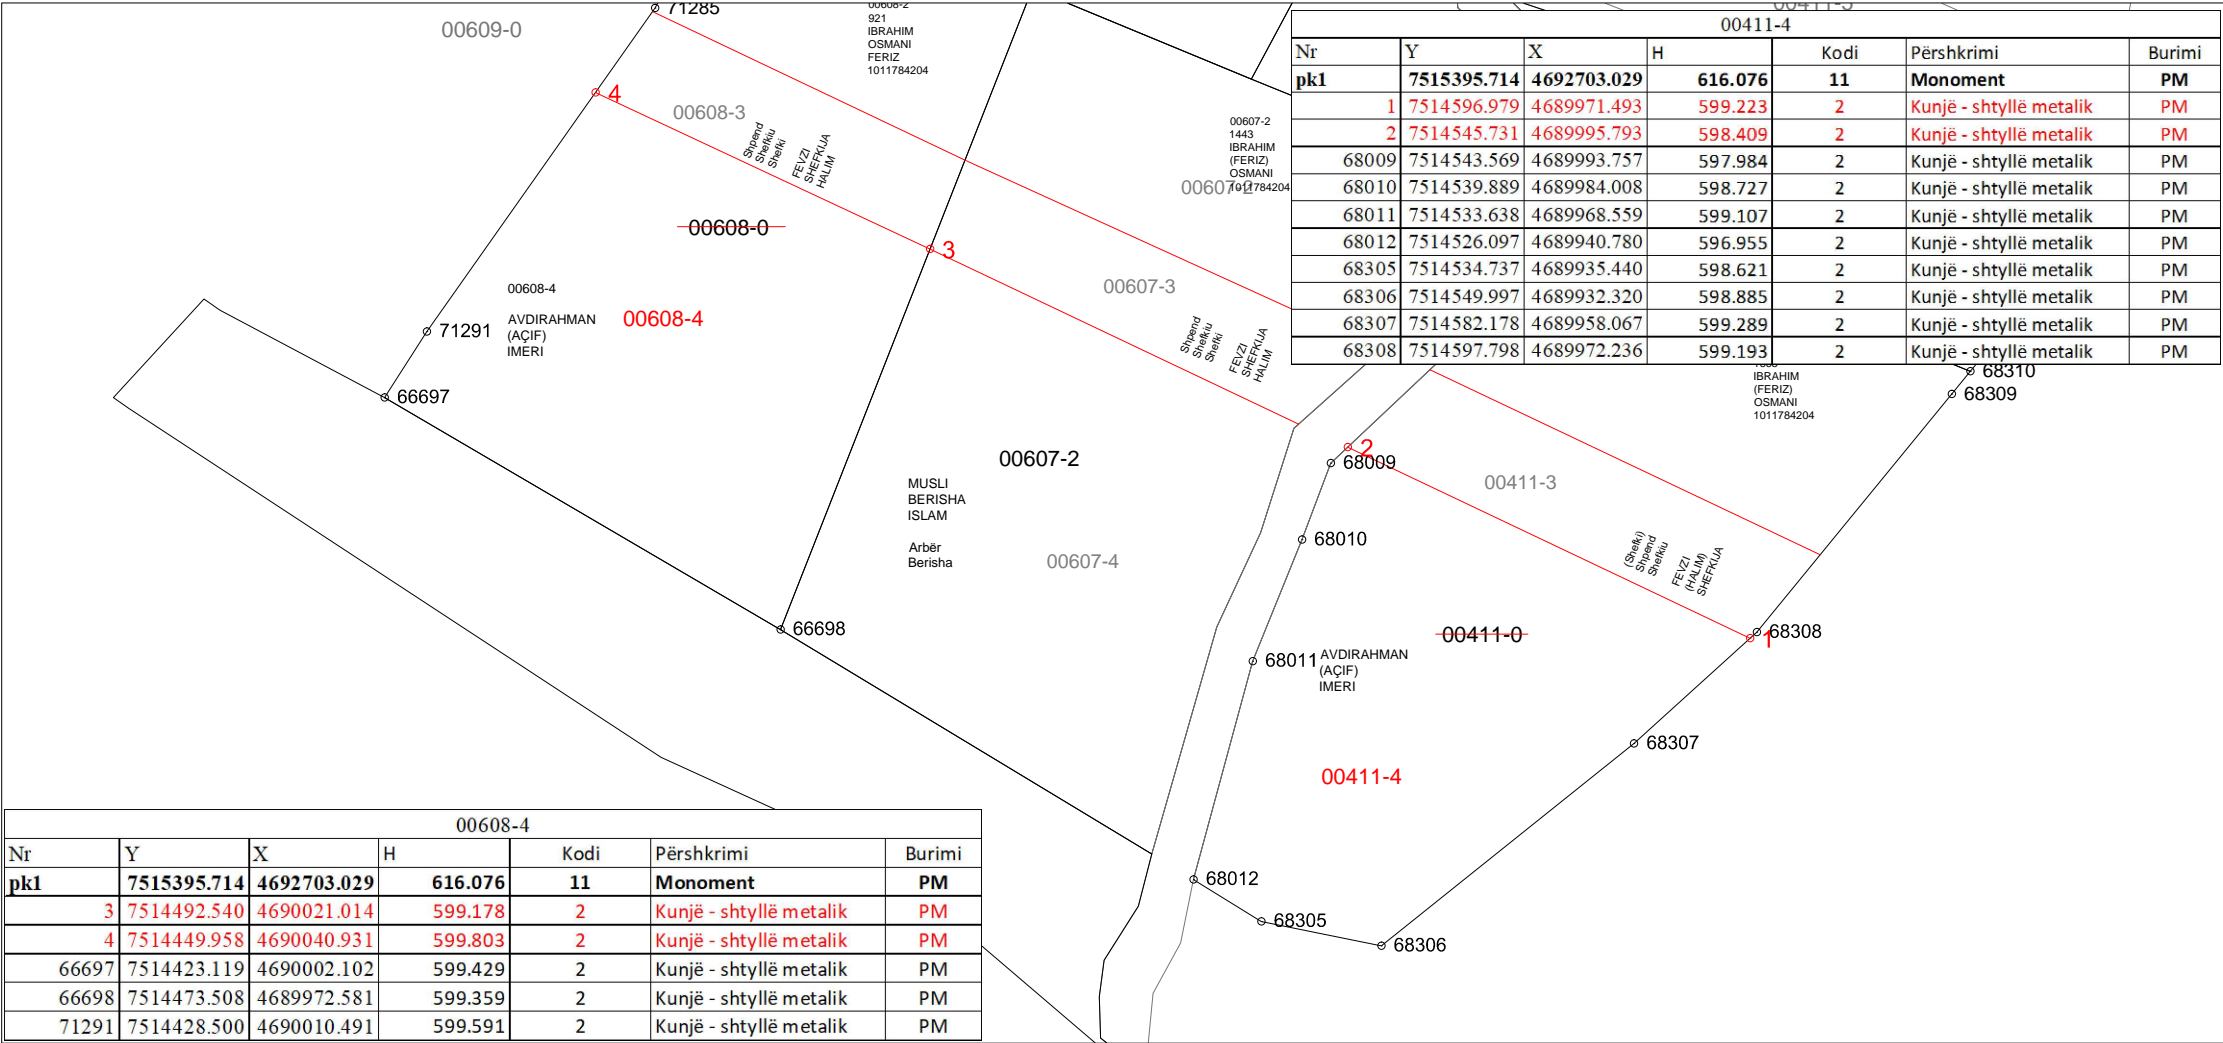 71285
00609-0
00608-2
921
IBRAHIM
OSMANI
FERIZ
1011784204
4
00608-3
Shpend
Shefkiu
Shefki
FEVZI
SHEFKIJA
HALIM
00608-0
3
00608-4
AVDIRAHMAN
(AÇIF)
IMERI
00608-4
71291
66697
00607-2
1443
IBRAHIM
(FERIZ)
OSMANI
1011784204
00607-2
00607-3
Shpend
Shefkiu
Shefki
FEVZI
SHEFKIJA
HALIM
00607-2
MUSLI
BERISHA
ISLAM
Arbër
Berisha
00607-4
66698
00411-3
00411-4
Nr Y X H Kodi Përshkrimi Burimi
pk1 7515395.714 4692703.029 616.076 11 Monoment PM
1 7514596.979 4689971.493 599.223 2 Kunjë - shtyllë metalik PM
2 7514545.731 4689995.793 598.409 2 Kunjë - shtyllë metalik PM
68009 7514543.569 4689993.757 597.984 2 Kunjë - shtyllë metalik PM
68010 7514539.889 4689984.008 598.727 2 Kunjë - shtyllë metalik PM
68011 7514533.638 4689968.559 599.107 2 Kunjë - shtyllë metalik PM
68012 7514526.097 4689940.780 596.955 2 Kunjë - shtyllë metalik PM
68305 7514534.737 4689935.440 598.621 2 Kunjë - shtyllë metalik PM
68306 7514549.997 4689932.320 598.885 2 Kunjë - shtyllë metalik PM
68307 7514582.178 4689958.067 599.289 2 Kunjë - shtyllë metalik PM
68308 7514597.798 4689972.236 599.193 2 Kunjë - shtyllë metalik PM
IBRAHIM
(FERIZ)
OSMANI
1011784204
68310
68309
2
68009
00411-3
68010
(Shefki)
Shpend
Shefkiu
FEVZI
(HALIM)
SHEFKIJA
00411-0
68308
1
68011
AVDIRAHMAN
(AÇIF)
IMERI
68307
00411-4
68012
68305
68306
00608-4
Nr Y X H Kodi Përshkrimi Burimi
pk1 7515395.714 4692703.029 616.076 11 Monoment PM
3 7514492.540 4690021.014 599.178 2 Kunjë - shtyllë metalik PM
4 7514449.958 4690040.931 599.803 2 Kunjë - shtyllë metalik PM
66697 7514423.119 4690002.102 599.429 2 Kunjë - shtyllë metalik PM
66698 7514473.508 4689972.581 599.359 2 Kunjë - shtyllë metalik PM
71291 7514428.500 4690010.491 599.591 2 Kunjë - shtyllë metalik PM